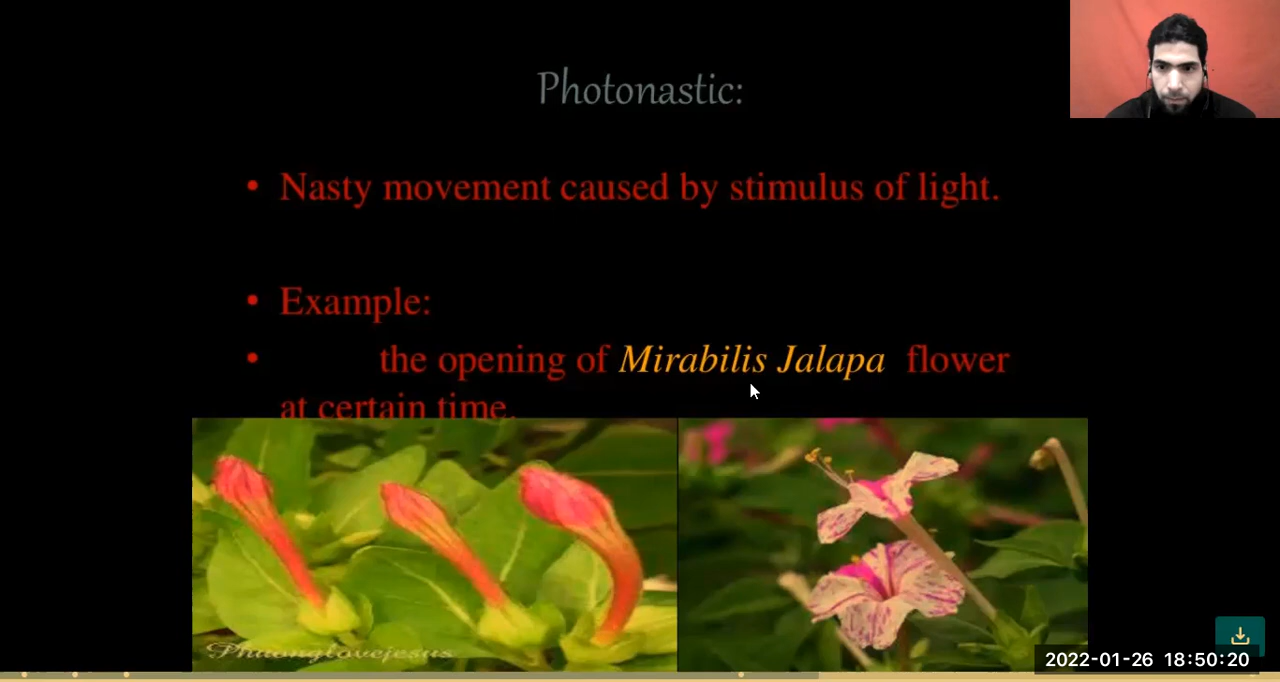 Photonastic:
• Nasty movement caused by stimulus of light.
• Example:
• the opening of Mirabilis Jalapa flower
at certain time.
Phuonglovejesus
2022-01-26 18:50:20